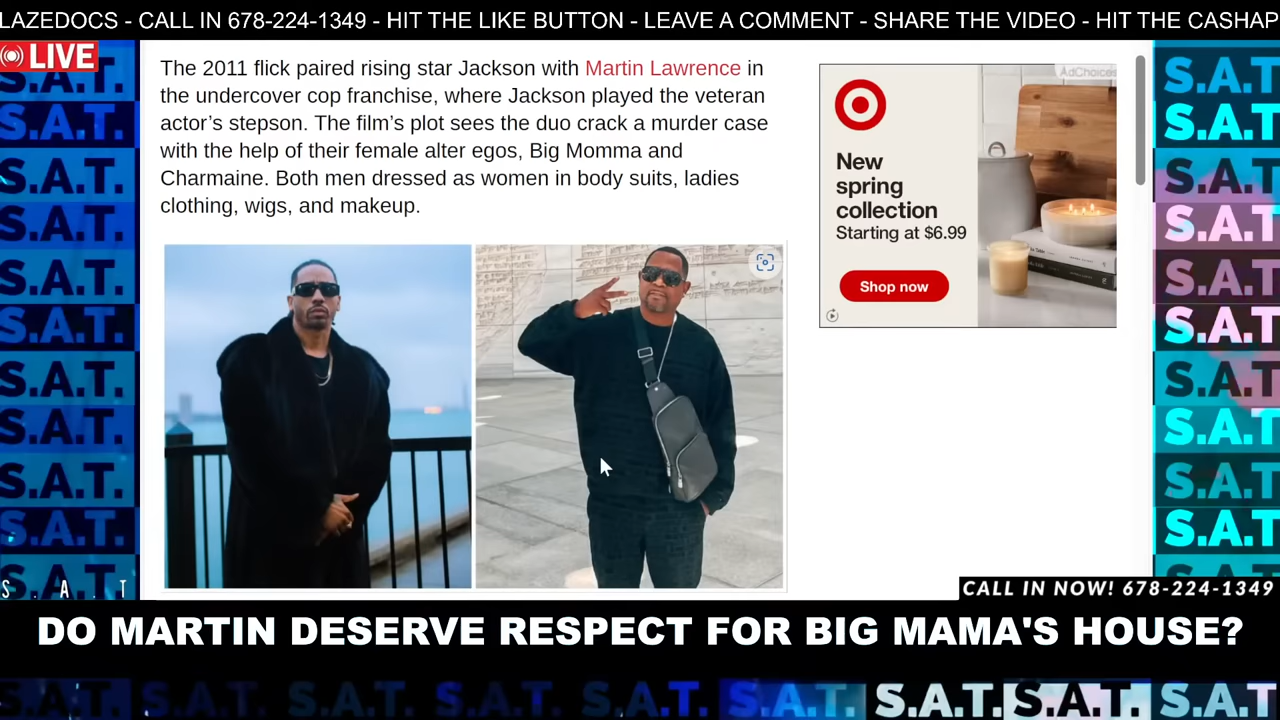 LAZEDOCS - CALL IN 678-224-1349 - HIT THE LIKE BUTTON - LEAVE A COMMENT - SHARE THE VIDEO - HIT THE CASHAP
LIVE
The 2011 flick paired rising star Jackson with Martin Lawrence in
the undercover cop franchise, where Jackson played the veteran
actor’s stepson. The film’s plot sees the duo crack a murder case
with the help of their female alter egos, Big Momma and
Charmaine. Both men dressed as women in body suits, ladies
clothing, wigs, and makeup.
AdChoices
New
spring
collection
Starting at $6.99
Shop now
S.A.T.
S.A.T.
S.A.T.
S.A.T.
S.A.T.
S.A.T.
S.A.T.
S.A.T.
S.A.T.
S.A.T.
S.A.T.
S.A.T
S.A.T
S.A.T
S.A.T
S.A.T
S.A.T
S.A.T
S.A.T
S.A.T
S.A.T
S. A. T
CALL IN NOW! 678-224-1349
DO MARTIN DESERVE RESPECT FOR BIG MAMA'S HOUSE?
S.A.T. S.A.T. S.A.T. S.A.T. S.A.T. S.A.T. S.A.T. S.A.T. S.A.T